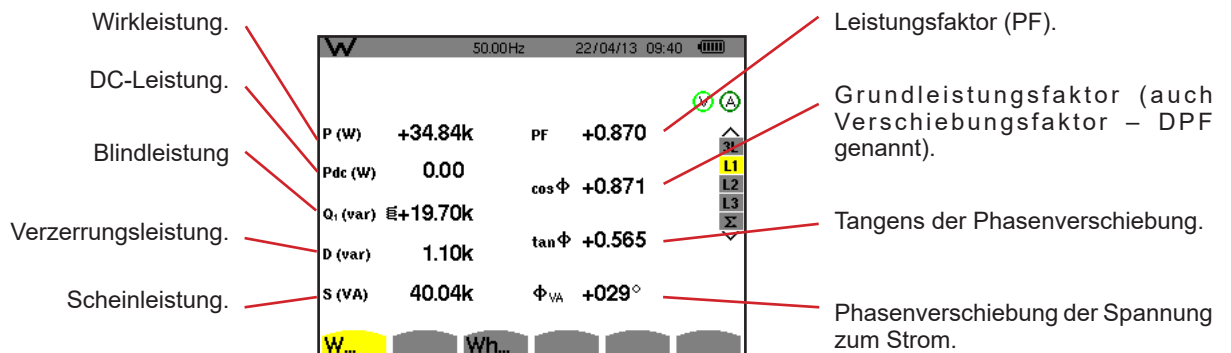 Wirkleistung.
DC-Leistung.
Blindleistung
Verzerrungsleistung.
Scheinleistung.
W 50.00Hz 22/04/13 09:40
V A
P (W) +34.84k PF +0.870
Pdc (W) 0.00
cos Φ +0.871
Q₁ (var) +19.70k
tan Φ +0.565
D (var) 1.10k
S (VA) 40.04k ΦVA +029°
3L
L1
L2
L3
Σ
W... Wh...
Leistungsfaktor (PF).
Grundleistungsfaktor (auch
Verschiebungsfaktor – DPF
genannt).
Tangens der Phasenverschiebung.
Phasenverschiebung der Spannung
zum Strom.